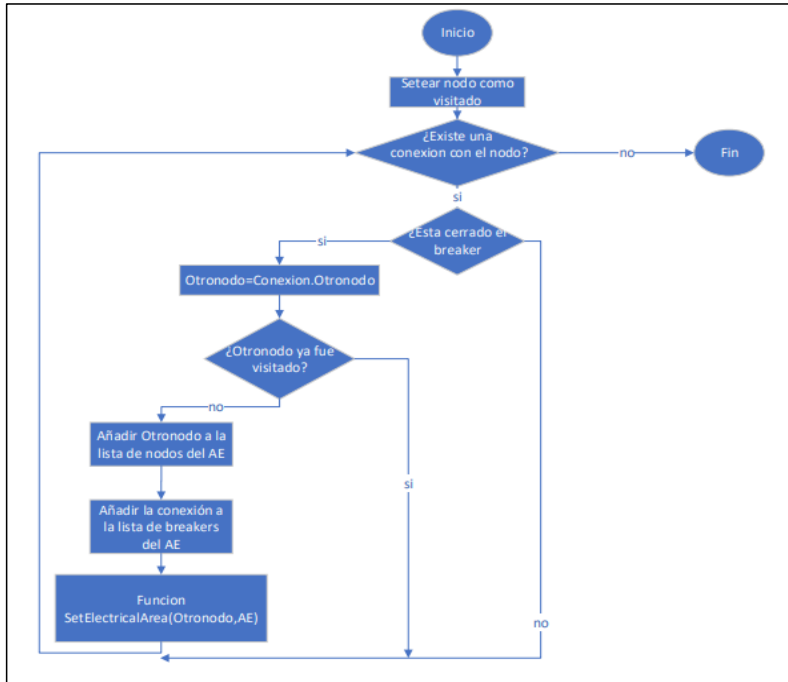 Inicio
Setear nodo como
visitado
¿Existe una
conexion con el nodo?
no
Fin
si
¿Esta cerrado el
breaker
si
Otronodo=Conexion.Otronodo
¿Otronodo ya fue
visitado?
no
Añadir Otronodo a la
lista de nodos del AE
si
Añadir la conexión a
la lista de breakers
del AE
Funcion
SetElectricalArea(Otronodo,AE)
no